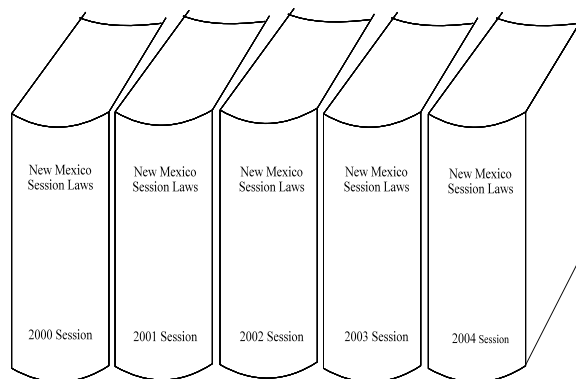 New Mexico
Session Laws
2000 Session
New Mexico
Session Laws
2001 Session
New Mexico
Session Laws
2002 Session
New Mexico
Session Laws
2003 Session
New Mexico
Session Laws
2004 Session